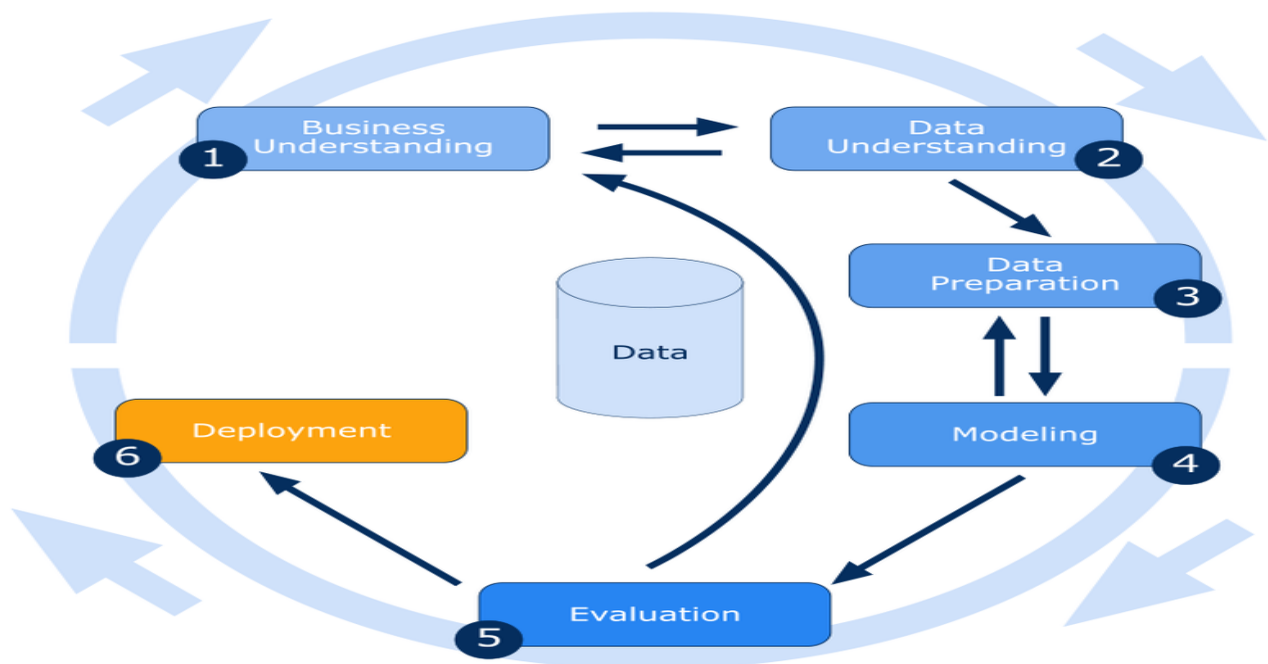 Business
Understanding
1
Data
Understanding
2
Data
Preparation
3
Data
Modeling
4
Deployment
6
Evaluation
5